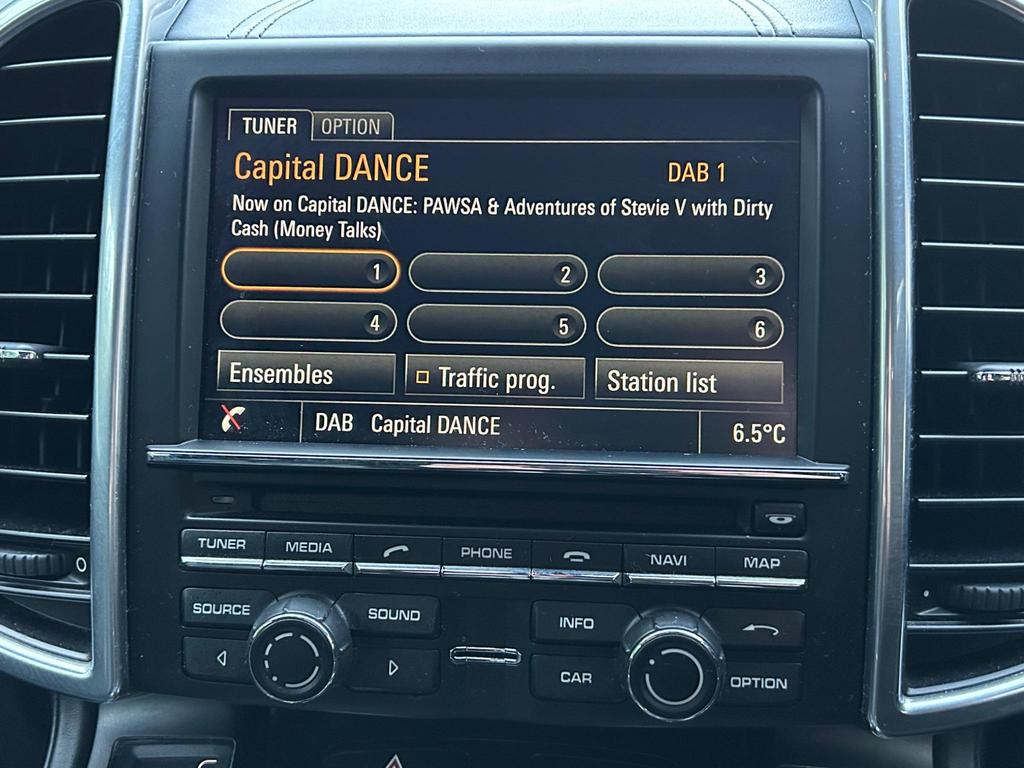 TUNER OPTION
Capital DANCE DAB 1
Now on Capital DANCE: PAWSA & Adventures of Stevie V with Dirty
Cash (Money Talks)
1 2 3
4 5 6
Ensembles Traffic prog. Station list
DAB Capital DANCE 6.5°C
TUNER MEDIA PHONE NAVI MAP
SOURCE SOUND INFO
CAR OPTION
0